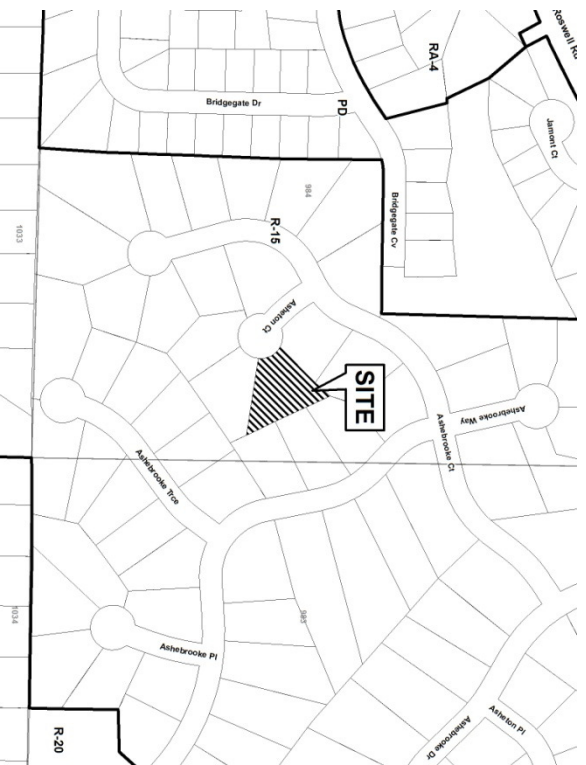 Roswell Rd
RA-4
Jamont Ct
PD
Bridgegate Dr
Bridgegate Cv
984
R-15
1033
Asheton Ct
SITE
Ashebrooke Way
Ashebrooke Ct
Ashebrooke Trce
985
1034
Ashebrooke Pl
Asheton Pl
Ashebrooke Dr
R-20